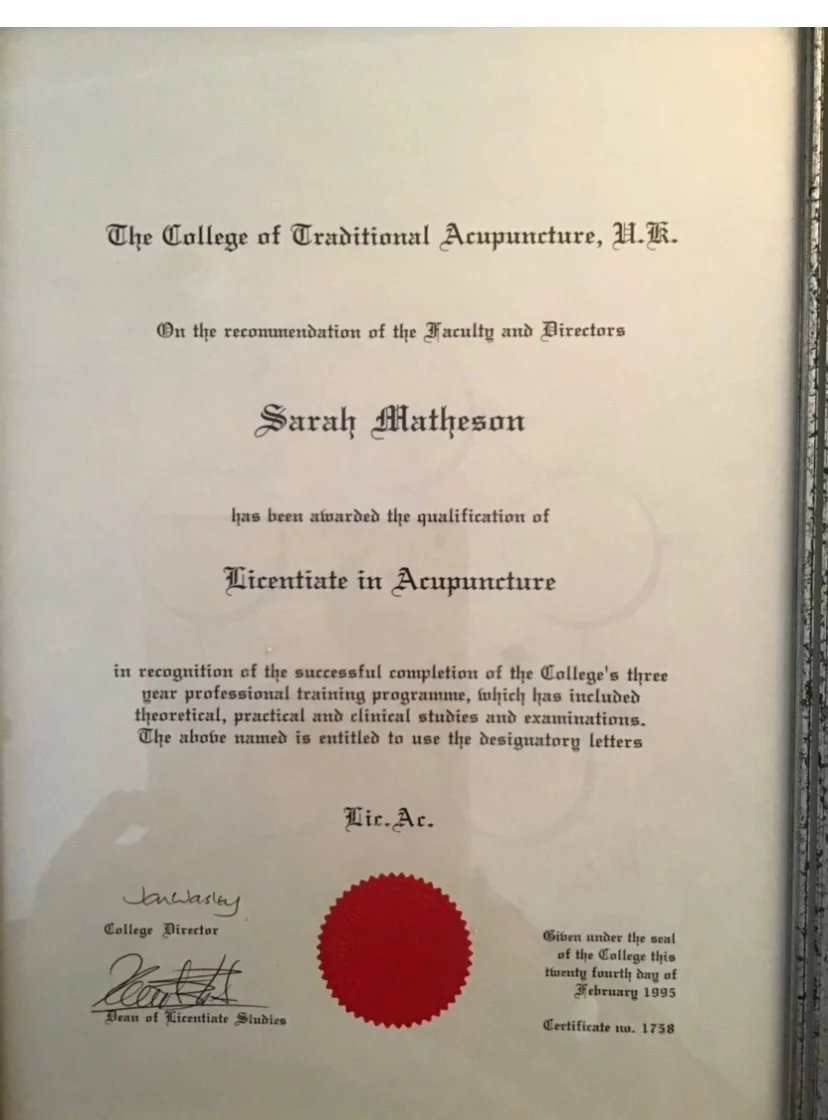 The College of Traditional Acupuncture, U.K.
On the recommendation of the Faculty and Directors
Sarah Matheson
has been awarded the qualification of
Licentiate in Acupuncture
in recognition of the successful completion of the College's three
year professional training programme, which has included
theoretical, practical and clinical studies and examinations.
The above named is entitled to use the designatory letters
Lic.Ac.
College Director
Dean of Licentiate Studies
Given under the seal
of the College this
twenty fourth day of
February 1995
Certificate no. 1758